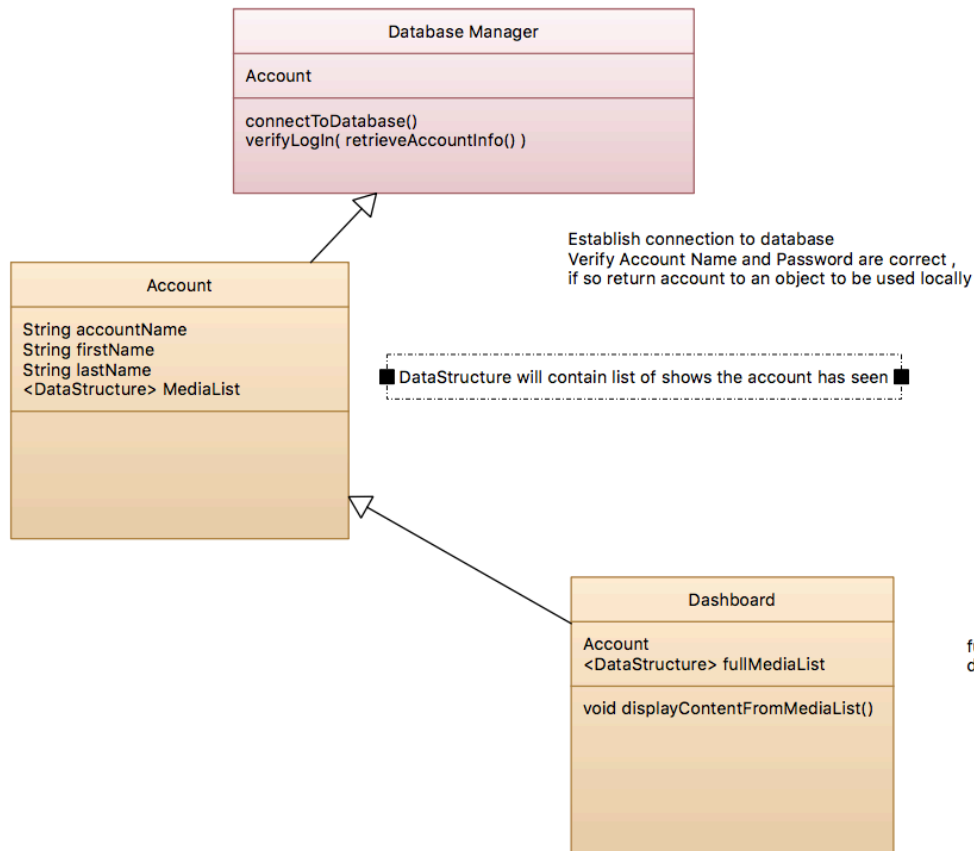 Database Manager
Account
connectToDatabase()
verifyLogIn( retrieveAccountInfo() )
Establish connection to database
Verify Account Name and Password are correct ,
if so return account to an object to be used locally
Account
String accountName
String firstName
String lastName
<DataStructure> MediaList
DataStructure will contain list of shows the account has seen
Dashboard
Account
<DataStructure> fullMediaList
void displayContentFromMediaList()